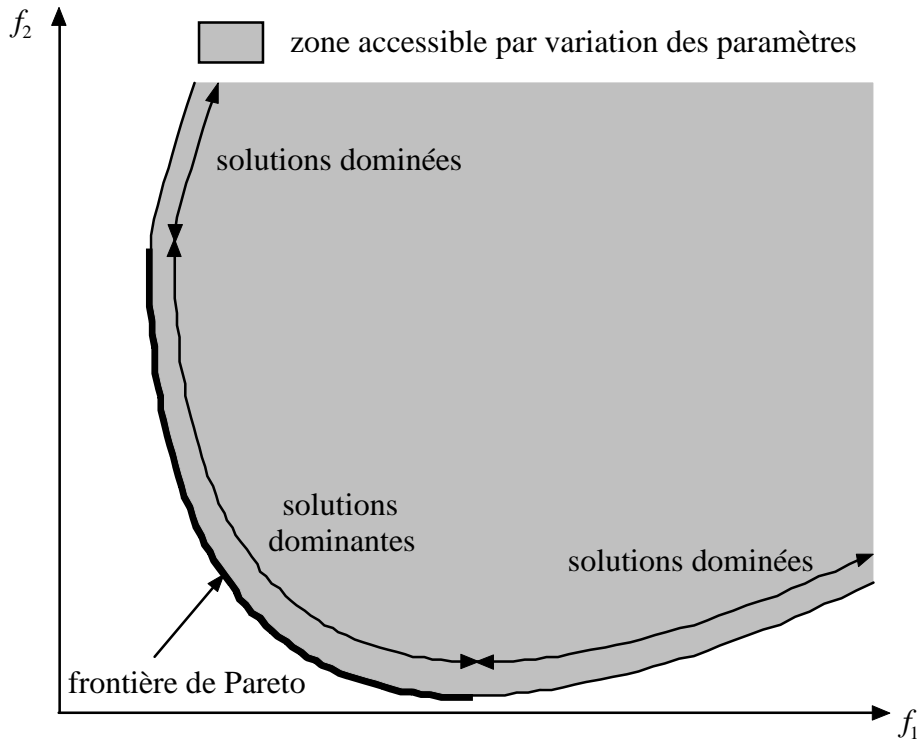 f2
zone accessible par variation des paramètres
solutions dominées
solutions
dominantes
solutions dominées
frontière de Pareto
f1